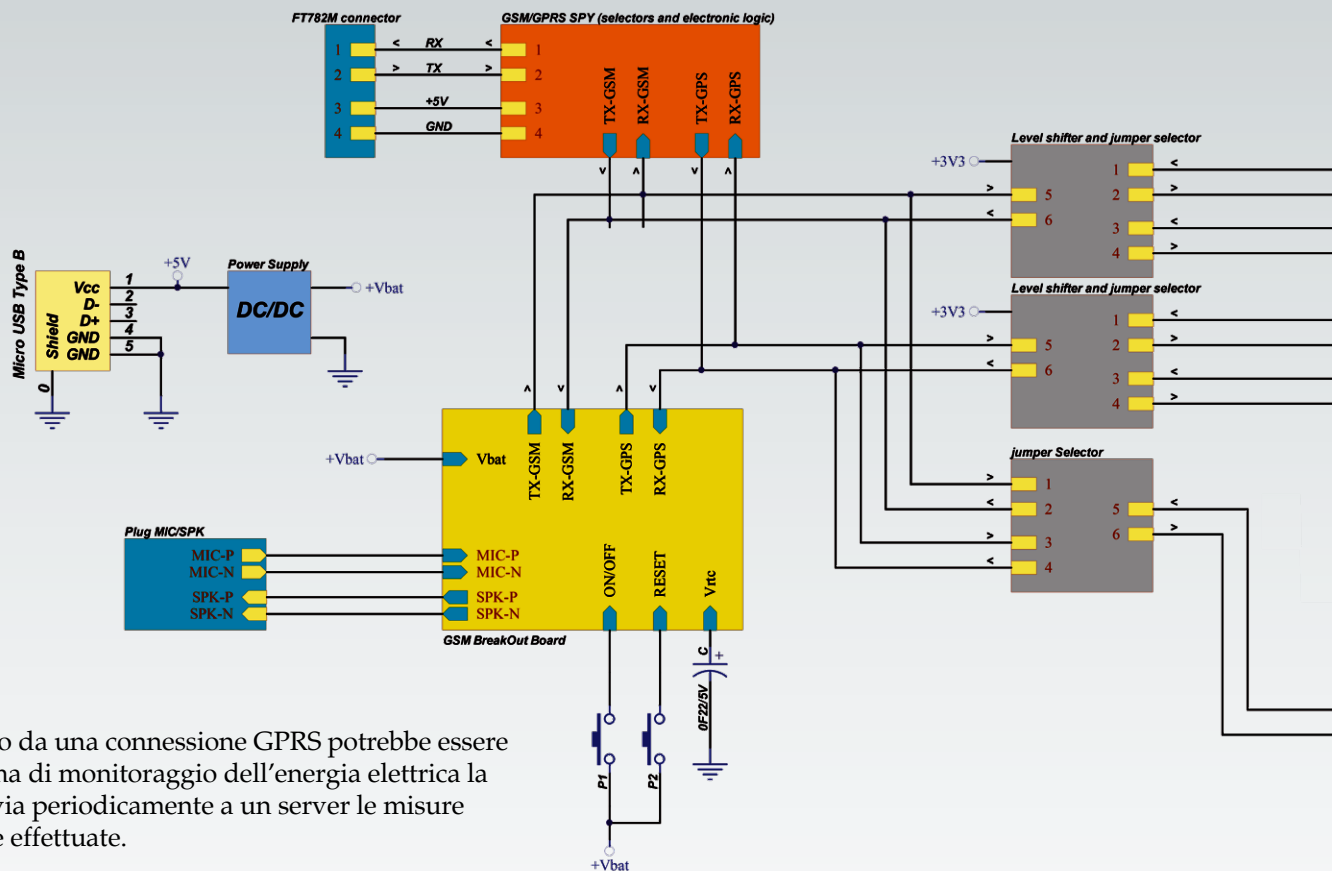 FT782M connector
1 < RX <
2 > TX >
3 +5V
4 GND
GSM/GPRS SPY (selectors and electronic logic)
1
2
3
4
TX-GSM
RX-GSM
TX-GPS
RX-GPS
Level shifter and jumper selector
+3V3
5
6
1
2
3
4
Level shifter and jumper selector
+3V3
5
6
1
2
3
4
jumper Selector
1
2
3
4
5
6
Micro USB Type B
Shield
Vcc 1
D- 2
D+ 3
GND 4
GND 5
0
+5V
Power Supply
DC/DC
+Vbat
+Vbat
Vbat
TX-GSM
RX-GSM
TX-GPS
RX-GPS
Plug MIC/SPK
MIC-P
MIC-N
SPK-P
SPK-N
MIC-P
MIC-N
SPK-P
SPK-N
ON/OFF
RESET
Vrtc
GSM BreakOut Board
C
+
0F22/5V
P1
P2
+Vbat
o da una connessione GPRS potrebbe essere
na di monitoraggio dell'energia elettrica la
via periodicamente a un server le misure
e effettuate.